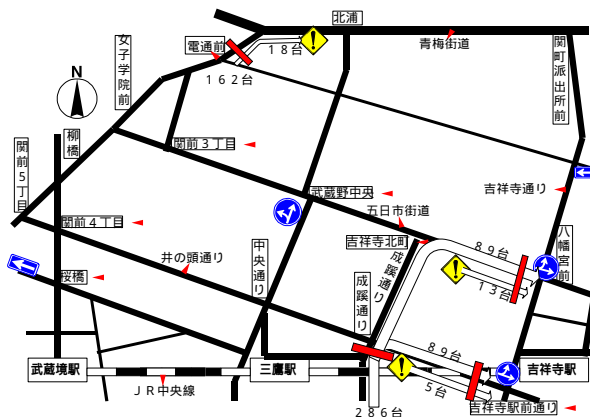 北浦
電通前
18台
162台
青梅街道
女子学院前
関町派出所前
N
柳橋
関前5丁目
関前3丁目
武蔵野中央
吉祥寺通り
五日市街道
関前4丁目
八幡宮前
吉祥寺北町
89台
井の頭通り
中央通り
成蹊通り
成蹊通り
桜橋
13台
89台
武蔵境駅
三鷹駅
吉祥寺駅
JR中央線
5台
286台
吉祥寺駅前通り